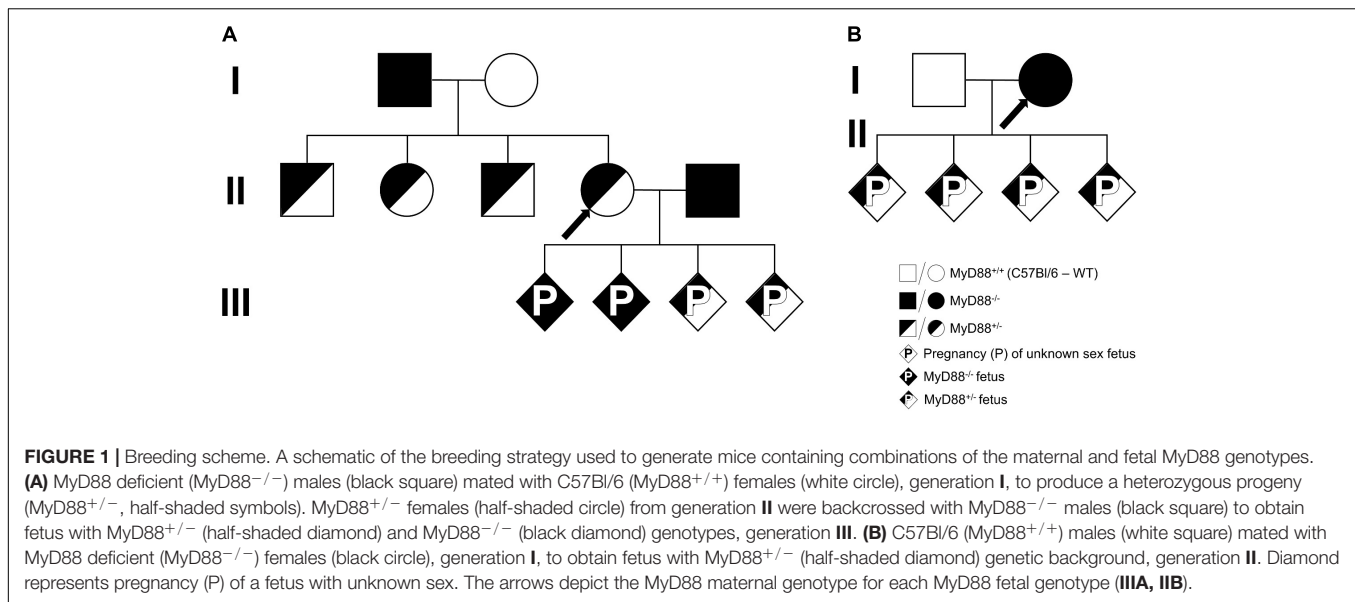 A
B
I
I
II
II
P P P P
III
P P P P
MyD88+/+ (C57Bl/6 – WT)
MyD88-/-
MyD88+/-
P Pregnancy (P) of unknown sex fetus
P MyD88-/- fetus
P MyD88+/- fetus
FIGURE 1 | Breeding scheme. A schematic of the breeding strategy used to generate mice containing combinations of the maternal and fetal MyD88 genotypes.
(A) MyD88 deficient (MyD88−/−) males (black square) mated with C57Bl/6 (MyD88+/+) females (white circle), generation I, to produce a heterozygous progeny
(MyD88+/−, half-shaded symbols). MyD88+/− females (half-shaded circle) from generation II were backcrossed with MyD88−/− males (black square) to obtain
fetus with MyD88+/− (half-shaded diamond) and MyD88−/− (black diamond) genotypes, generation III. (B) C57Bl/6 (MyD88+/+) males (white square) mated with
MyD88 deficient (MyD88−/−) females (black circle), generation I, to obtain fetus with MyD88+/− (half-shaded diamond) genetic background, generation II. Diamond
represents pregnancy (P) of a fetus with unknown sex. The arrows depict the MyD88 maternal genotype for each MyD88 fetal genotype (IIIA, IIB).